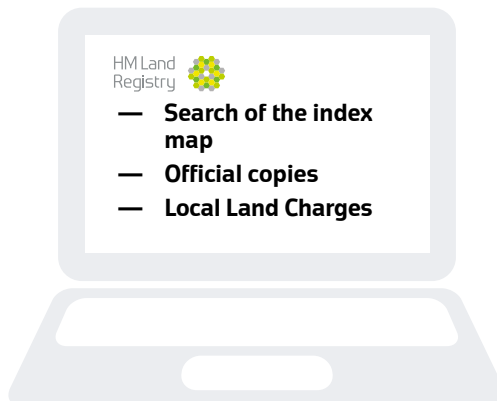 HM Land
Registry
— Search of the index
map
— Official copies
— Local Land Charges